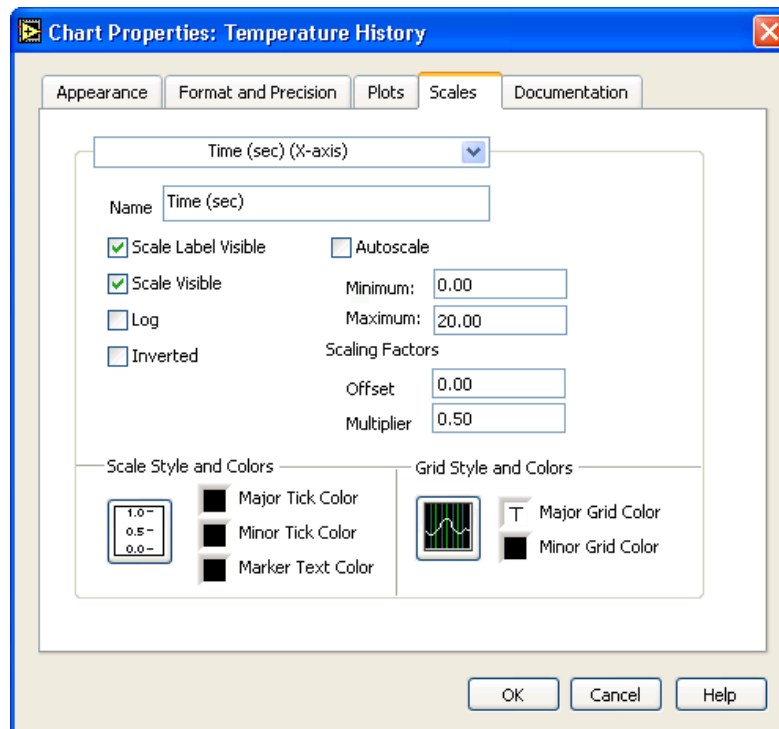 Chart Properties: Temperature History
Appearance Format and Precision Plots Scales Documentation
Time (sec) (X-axis)
Name Time (sec)
Scale Label Visible Autoscale
Scale Visible Minimum: 0.00
Log Maximum: 20.00
Inverted Scaling Factors
Offset 0.00
Multiplier 0.50
Scale Style and Colors Grid Style and Colors
1.0
0.5
0.0
Major Tick Color T Major Grid Color
Minor Tick Color Minor Grid Color
Marker Text Color
OK Cancel Help